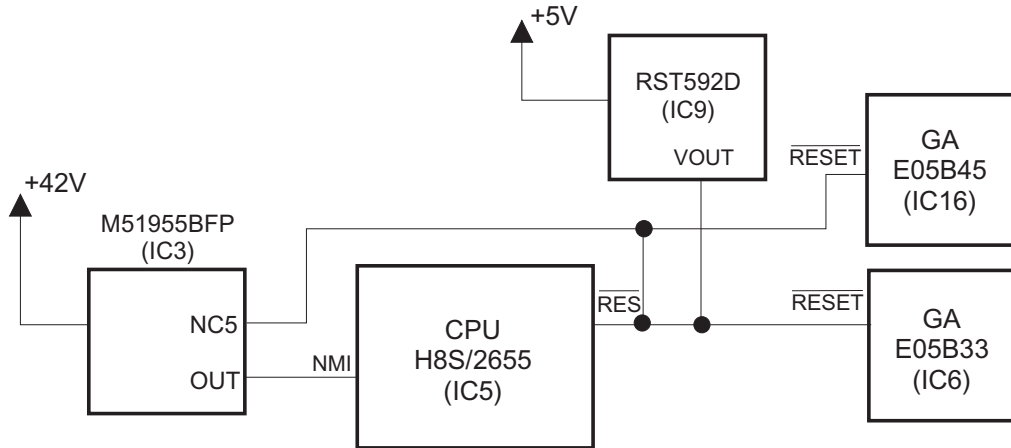 +5V
RST592D
(IC9)
VOUT
RESET
GA
E05B45
(IC16)
+42V
M51955BFP
(IC3)
NC5
OUT
NMI
CPU
H8S/2655
(IC5)
RES
RESET
GA
E05B33
(IC6)